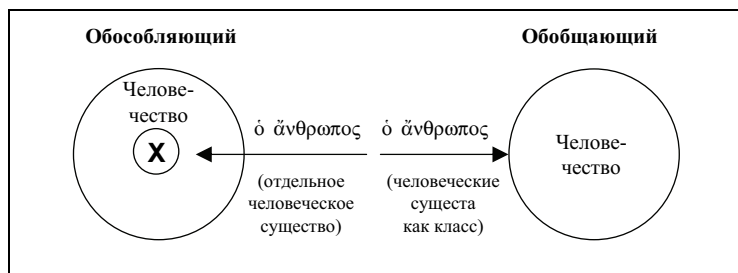 Обособляющий
Обобщающий
Челове-
чество
X
ὁ ἄνθρωπος
(отдельное
человеческое
существо)
ὁ ἄνθρωπος
(человеческие
сущеста
как класс)
Челове-
чество